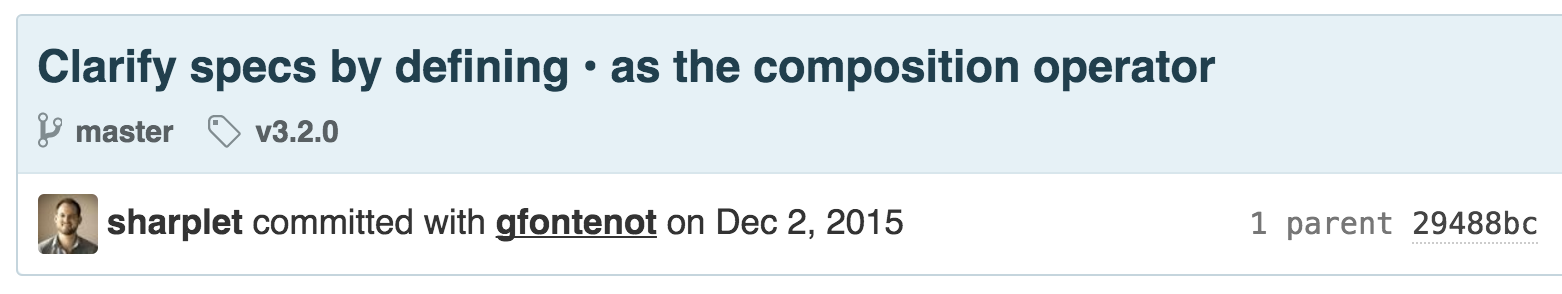 Clarify specs by defining • as the composition operator
master v3.2.0
sharplet committed with gfontenot on Dec 2, 2015 1 parent 29488bc